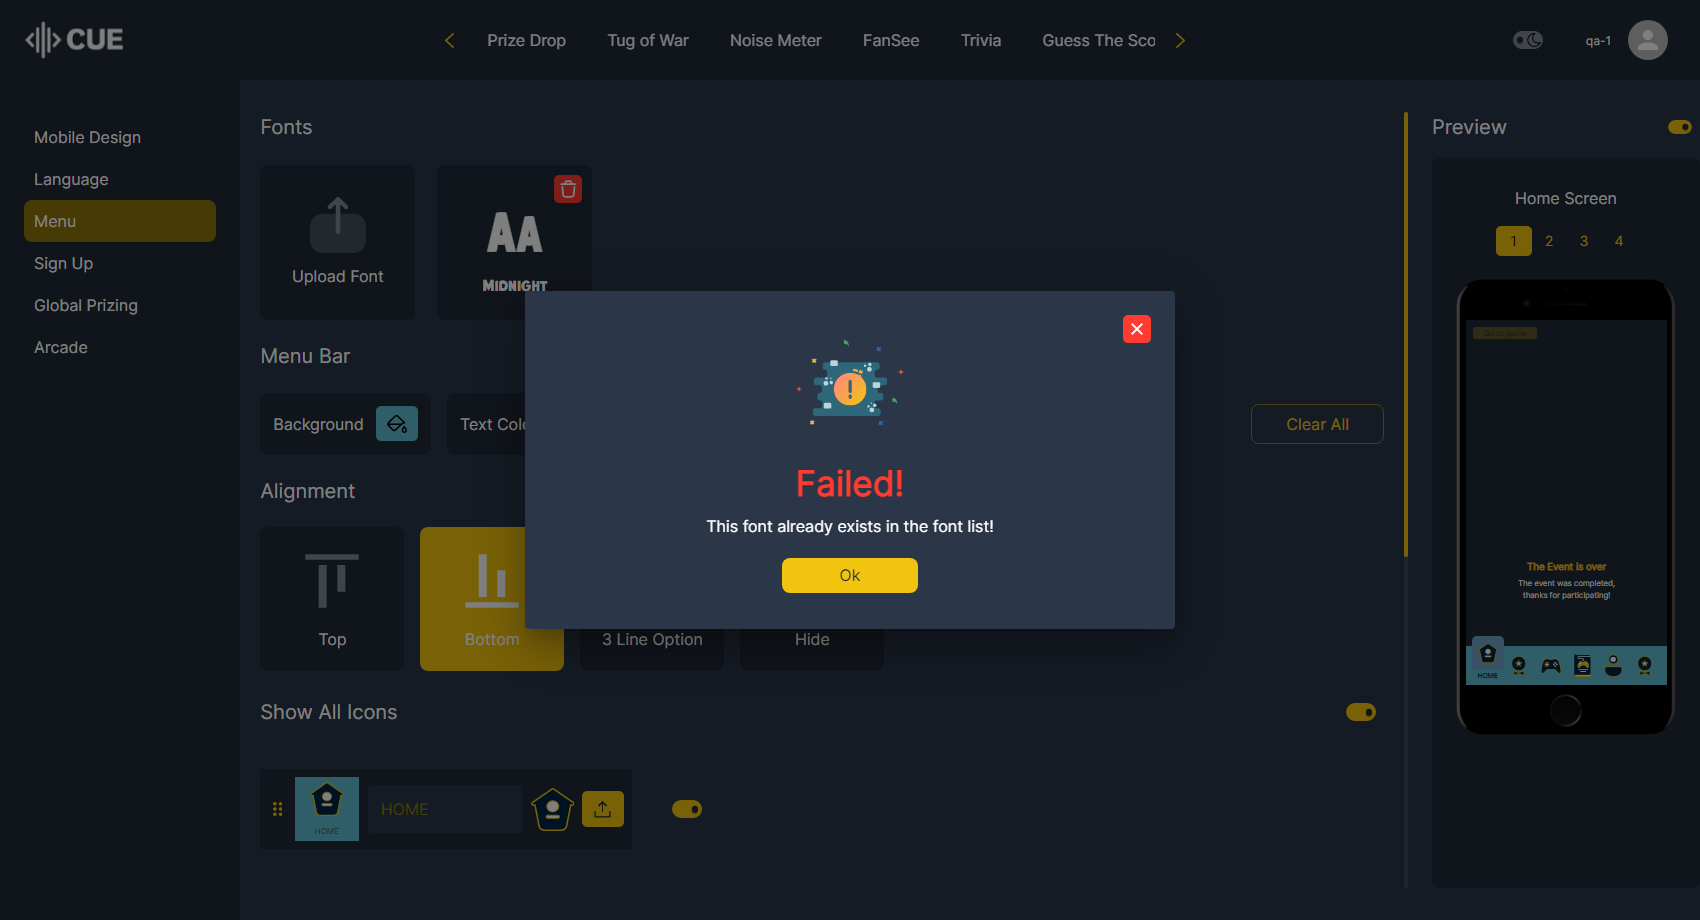 CUE
Prize Drop
Tug of War
Noise Meter
FanSee
Trivia
Guess The Sco
qa-1
Mobile Design
Language
Menu
Sign Up
Global Prizing
Arcade
Fonts
Upload Font
AA
MIDNIGHT
Menu Bar
Background
Text Colo
Clear All
Alignment
Top
Bottom
3 Line Option
Hide
Show All Icons
HOME
HOME
Failed!
This font already exists in the font list!
Ok
Preview
Home Screen
1 2 3 4
Go to game
The Event is over
The event was completed,
thanks for participating!
HOME